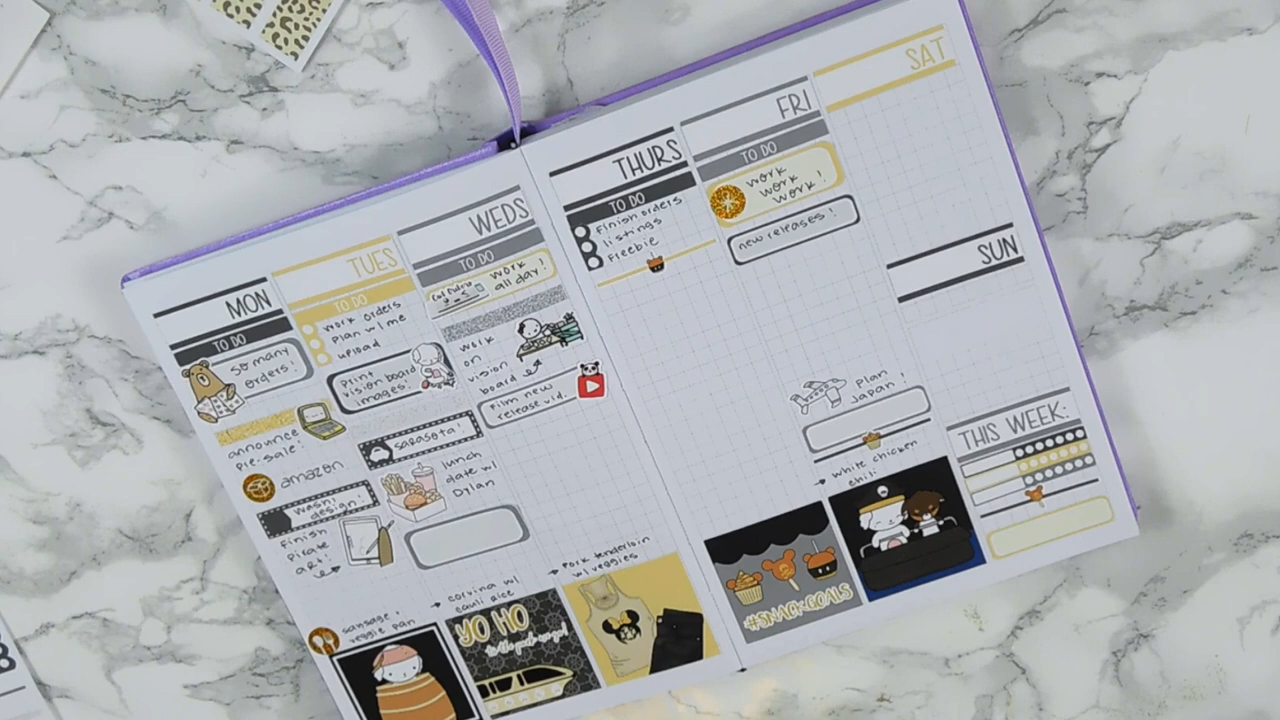 MON
TO DO
so many
orders!
announce
pre-sale!
amazon
wash!
design!
finish
pirate
art
sausage!
veggie pan
TUES
TO DO
work orders
plan w/ me
upload
print
vision board
images!
sarasota!
lunch
date w/
Dylan
corvina w/
cauli rice
YO HO
WEDS
TO DO
work
all day!
work
on
vision
board
film new
release vid.
pork tenderloin
w/ veggies
THURS
TO DO
finish orders
listings
freebie
#SNACKGOALS
FRI
TO DO
work
work
work!
new releases!
plan
Japan!
white chicken
chili
SAT
SUN
THIS WEEK:
8